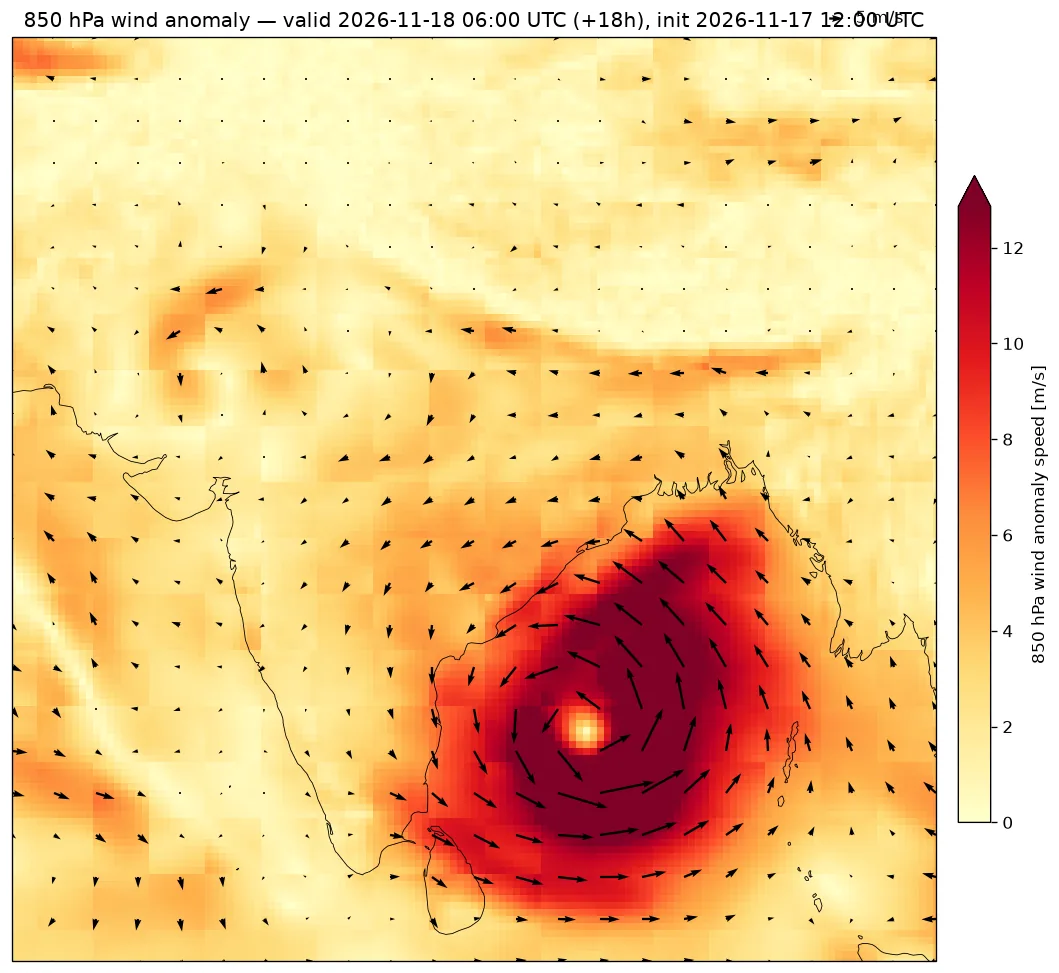 850 hPa wind anomaly — valid 2026-11-18 06:00 UTC (+18h), init 2026-11-17 12:00 UTC
5 m/s
12
10
8
6
4
2
0
850 hPa wind anomaly speed [m/s]